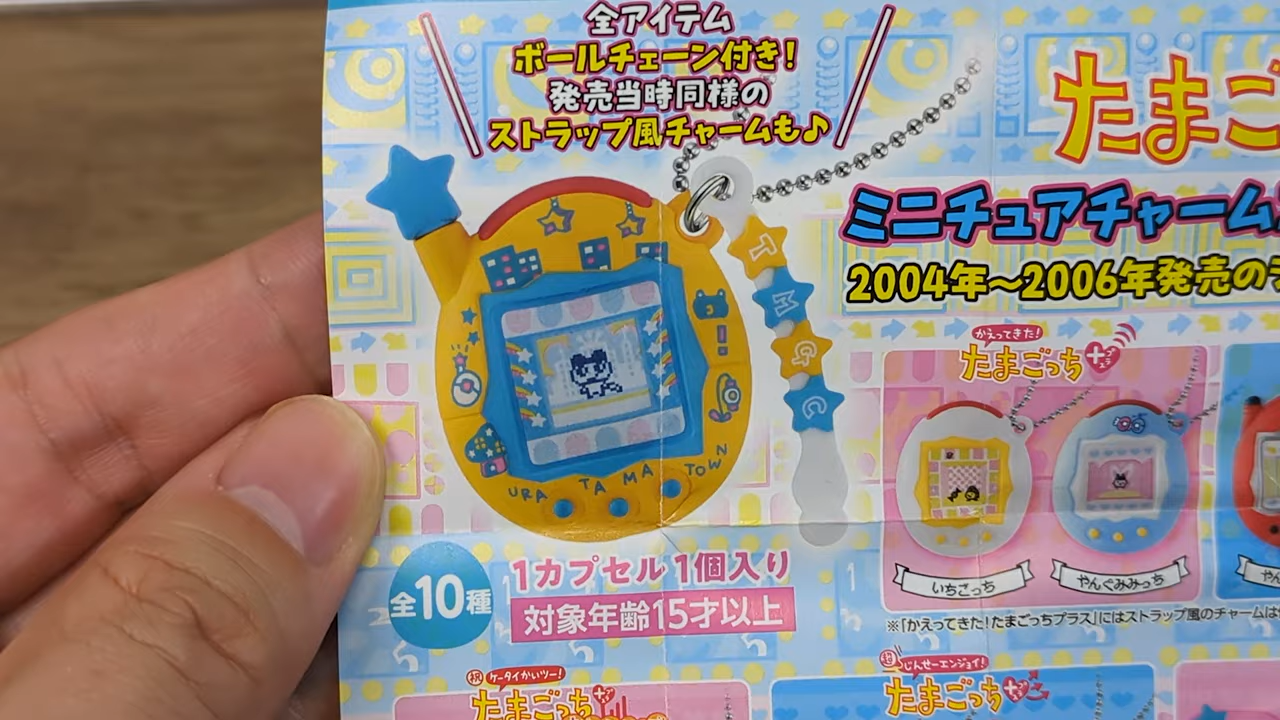 全アイテム
ボールチェーン付き!
発売当時同様の
ストラップ風チャームも♪
たまご
ミニチュアチャーム
2004年〜2006年発売の
T
M
G
C
URA TAMA TOWN
かえってきた!
たまごっち
プラス
いちごっち
やんぐみみっち
全10種
1カプセル1個入り
対象年齢15才以上
※「かえってきた!たまごっちプラス」にはストラップ風のチャームは
祝 ケータイかいツー!
たまごっち
超 じんせーエンジョイ!
たまごっち